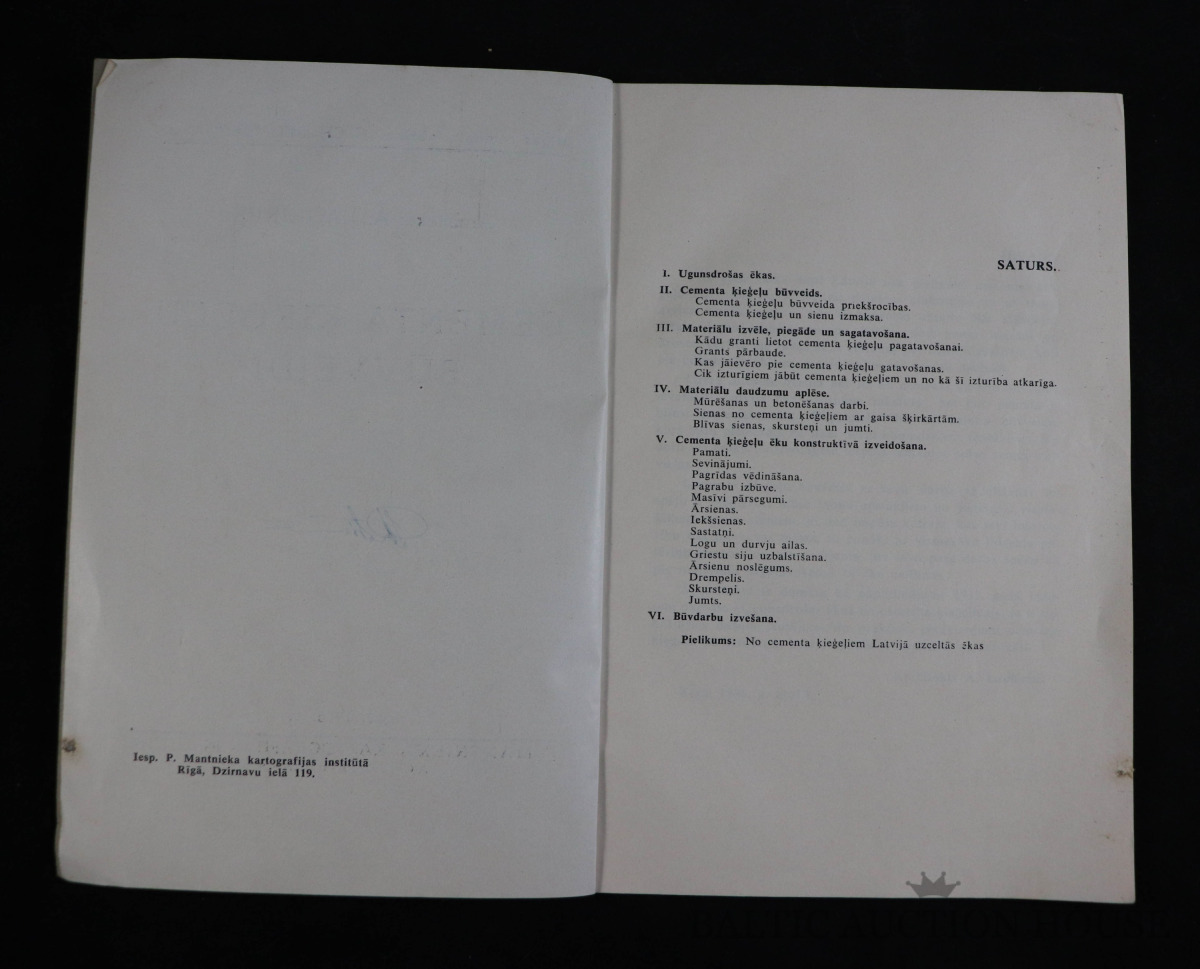 Iesp. P. Mantnieka kartografijas institūtā
Rīgā, Dzirnavu ielā 119.
SATURS.
I. Ugunsdrošas ēkas.
II. Cementa ķieģeļu būvveids.
Cementa ķieģeļu būvveida priekšrocības.
Cementa ķieģeļu un sienu izmaksa.
III. Materiālu izvēle, piegāde un sagatavošana.
Kādu granti lietot cementa ķieģeļu pagatavošanai.
Grants pārbaude.
Kas jāievēro pie cementa ķieģeļu gatavošanas.
Cik izturīgiem jābūt cementa ķieģeļiem un no kā šī izturība atkarīga.
IV. Materiālu daudzumu aplēse.
Mūrēšanas un betonēšanas darbi.
Sienas no cementa ķieģeļiem ar gaisa šķirkārtām.
Blīvas sienas, skursteņi un jumti.
V. Cementa ķieģeļu ēku konstruktīvā izveidošana.
Pamati.
Sevinājumi.
Pagrīdas vēdināšana.
Pagrabu izbūve.
Masīvi pārsegumi.
Ārsienas.
Iekšsienas.
Sastatņi.
Logu un durvju ailas.
Griestu siju uzbalstīšana.
Ārsienu noslēgums.
Drempelis.
Skursteņi.
Jumts.
VI. Būvdarbu izvešana.
Pielikums: No cementa ķieģeļiem Latvijā uzceltās ēkas
BALTIC AUCTION HOUSE